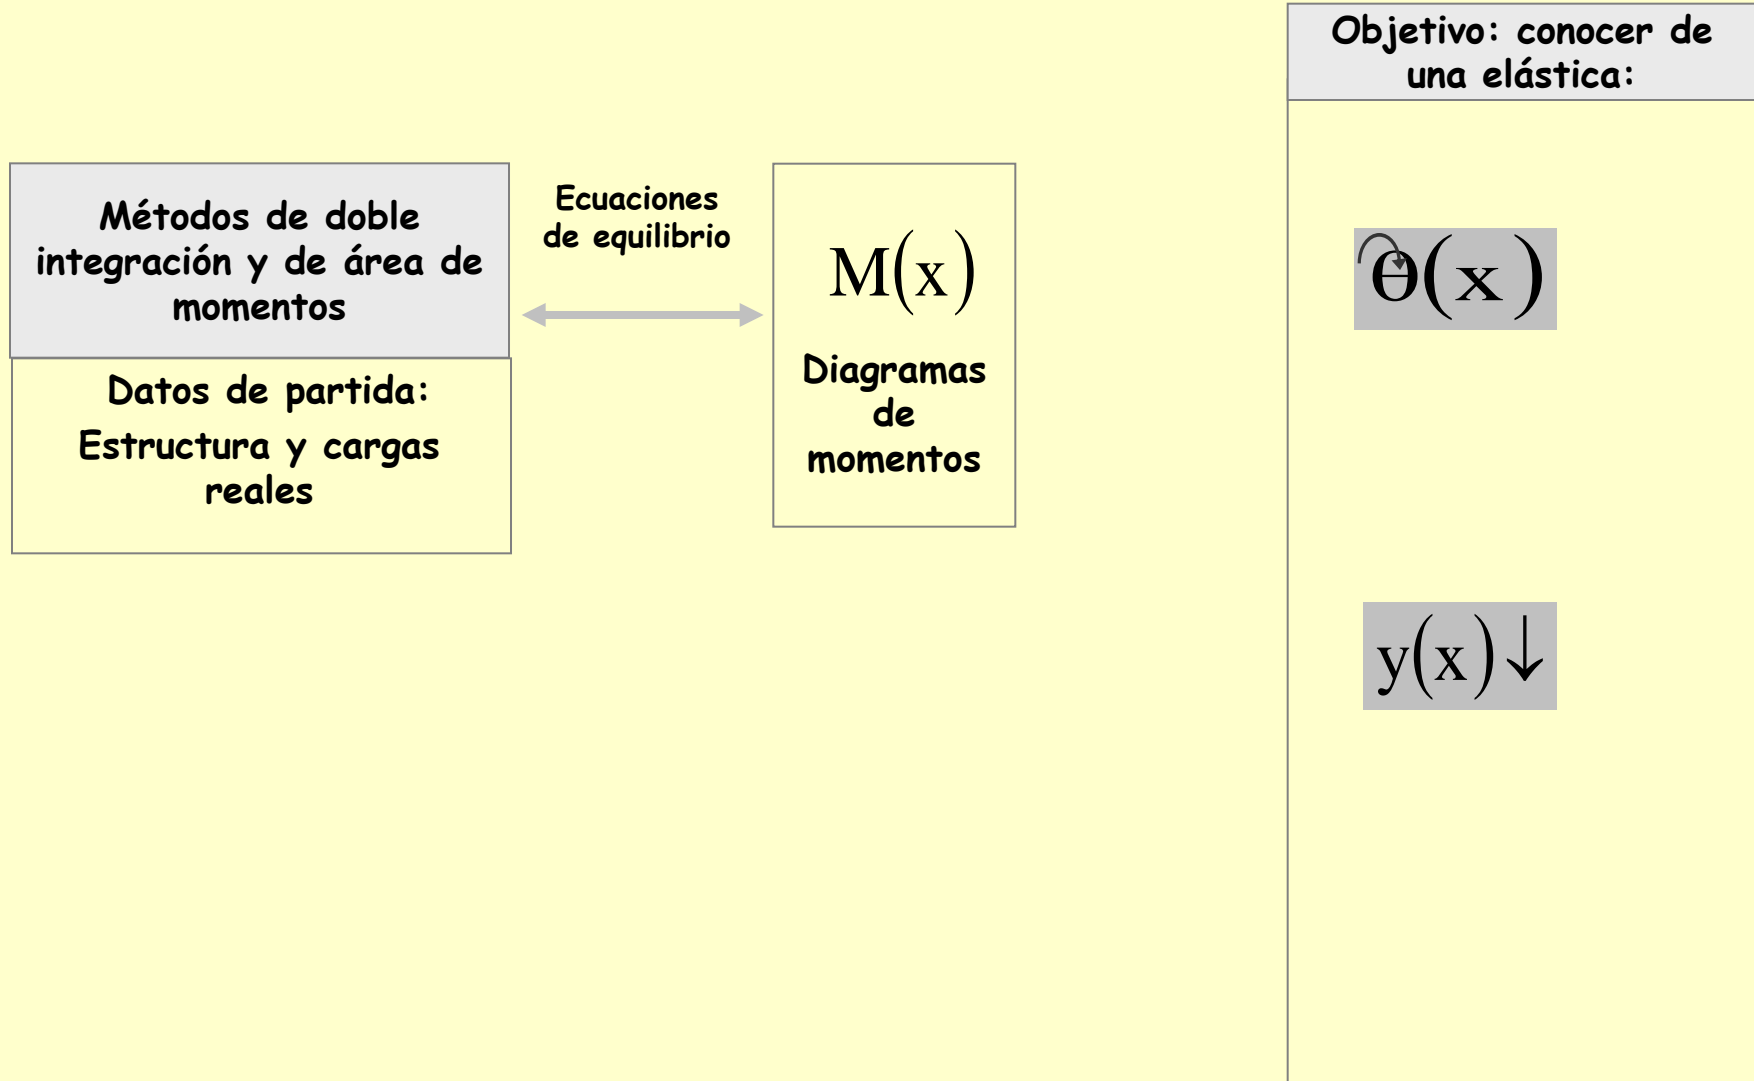 Objetivo: conocer de
una elástica:
Métodos de doble
integración y de área de
momentos
Datos de partida:
Estructura y cargas
reales
Ecuaciones
de equilibrio
M(x)
Diagramas
de
momentos
θ(x)
y(x)↓